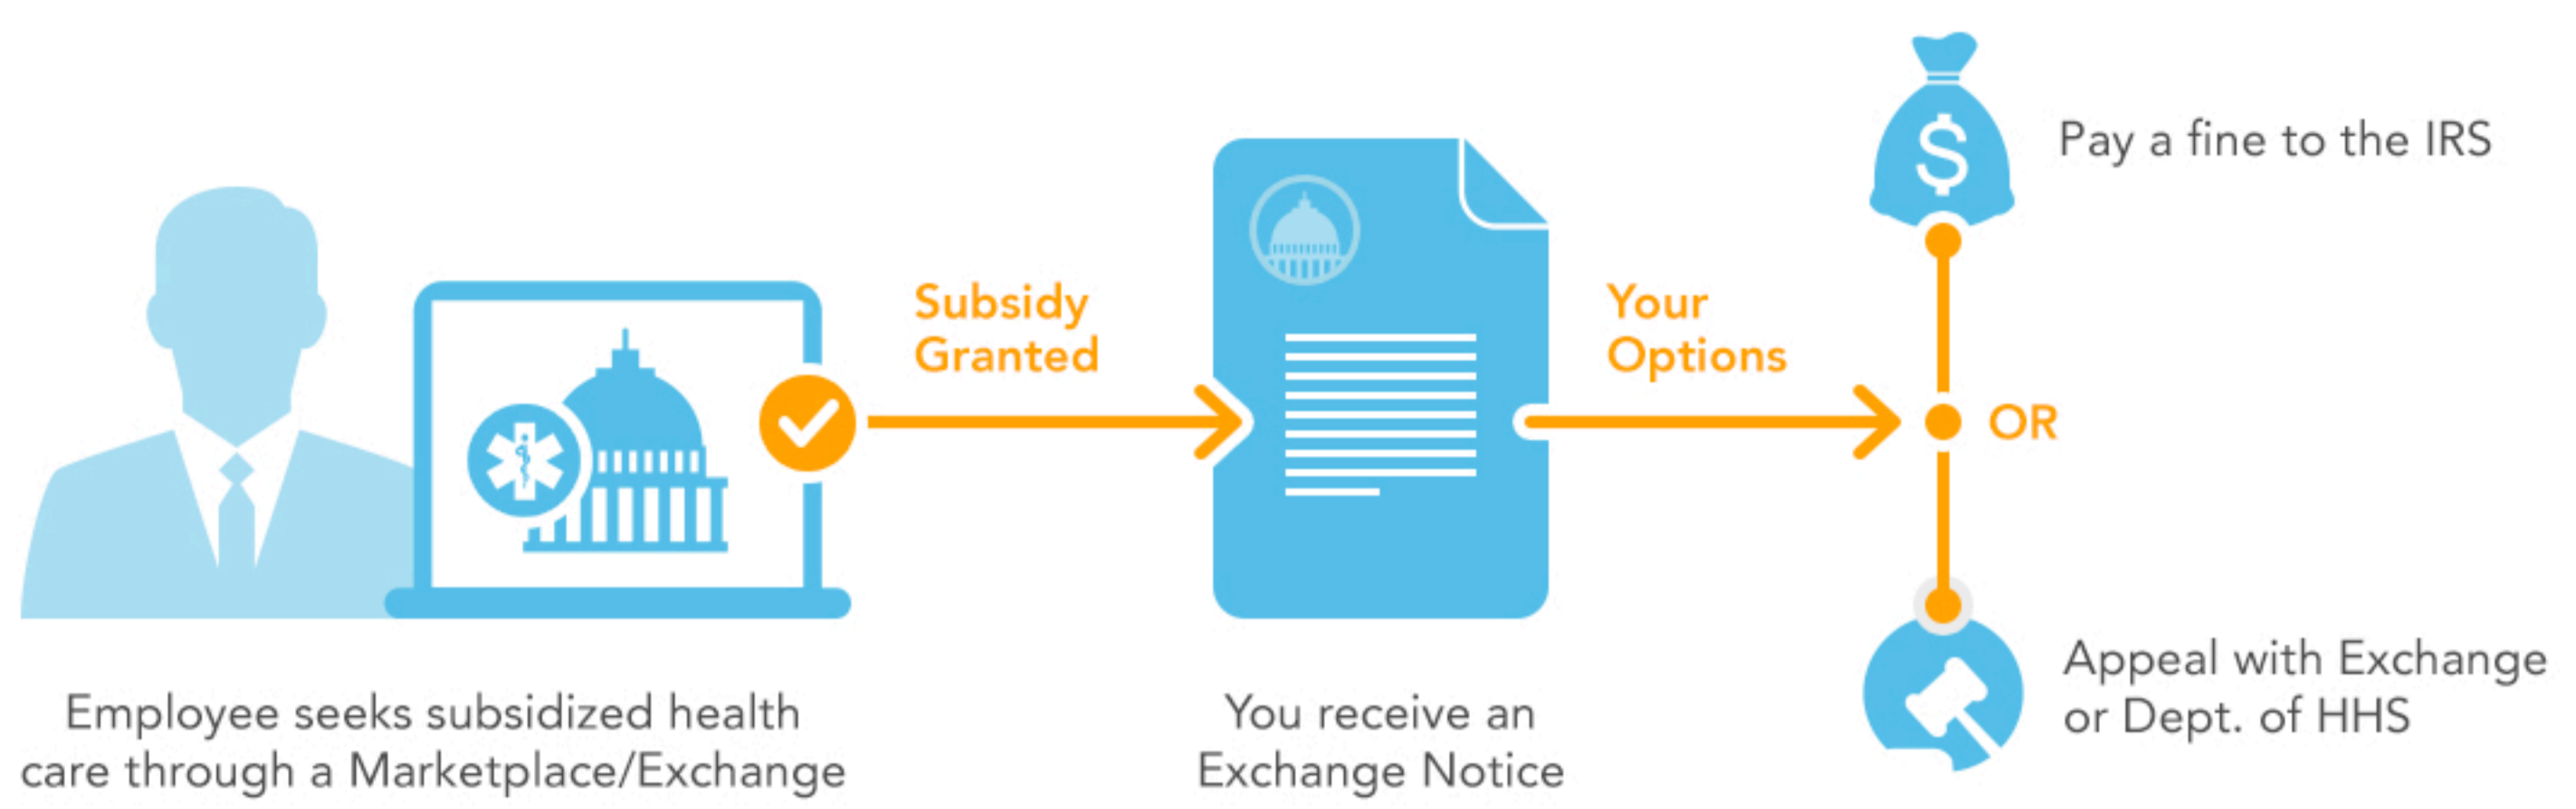 Employee seeks subsidized health
care through a Marketplace/Exchange
Subsidy
Granted
You receive an
Exchange Notice
Your
Options
$
Pay a fine to the IRS
OR
Appeal with Exchange
or Dept. of HHS